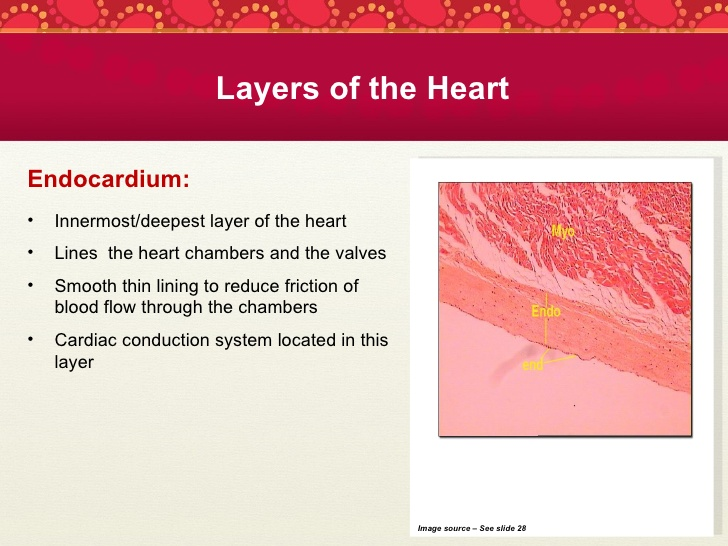 Layers of the Heart
Endocardium:
• Innermost/deepest layer of the heart
• Lines  the heart chambers and the valves
• Smooth thin lining to reduce friction of
blood flow through the chambers
• Cardiac conduction system located in this
layer
Myo
Endo
end
Image source – See slide 28